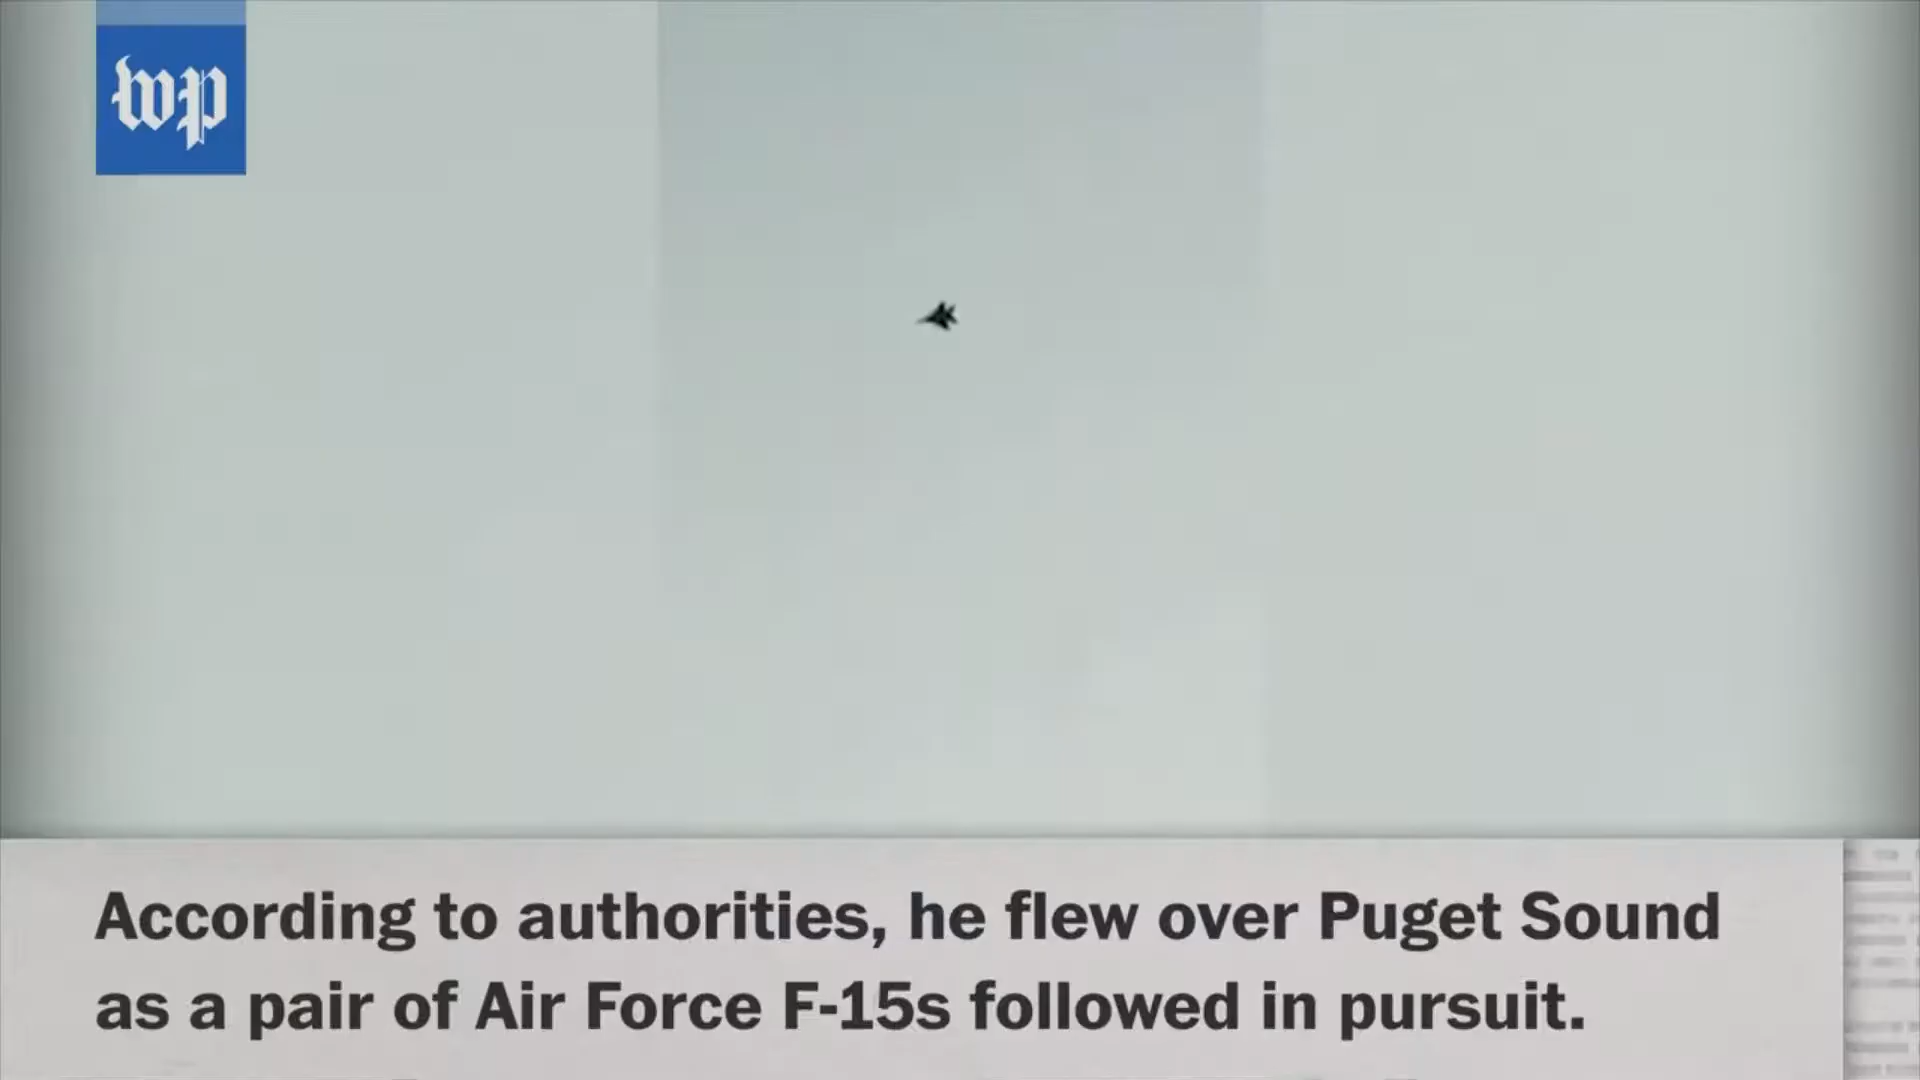 wp
According to authorities, he flew over Puget Sound
as a pair of Air Force F-15s followed in pursuit.